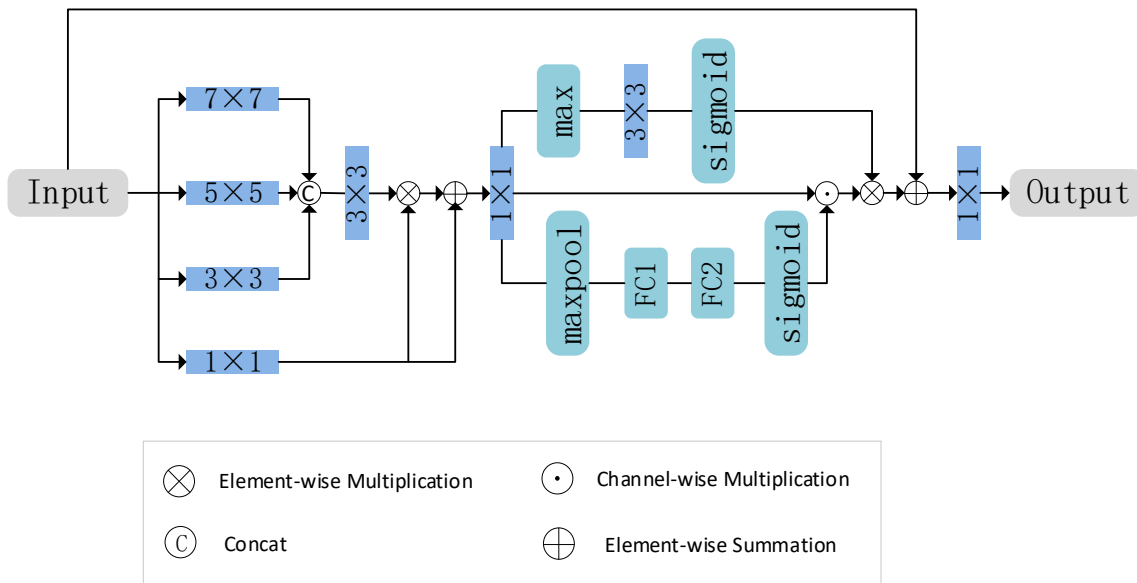 Input
7×7
5×5
3×3
1×1
C
3×3
1×1
max
3×3
sigmoid
maxpool
FC1
FC2
sigmoid
1×1
Output
Element-wise Multiplication
Channel-wise Multiplication
C
Concat
Element-wise Summation